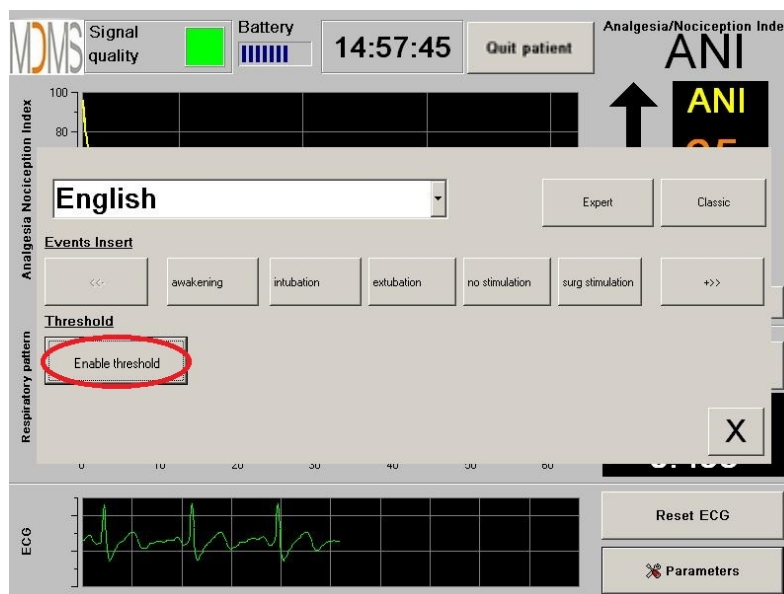 MDMS
Signal
quality
Battery
14:57:45
Quit patient
Analgesia/Nociception Inde
ANI
ANI
Analgesia Nociception Index
100
80
English
Expert
Classic
Events Insert
<<-
awakening
intubation
extubation
no stimulation
surg stimulation
+>>
Threshold
Enable threshold
X
Respiratory pattern
0
10
20
30
40
50
60
ECG
Reset ECG
Parameters